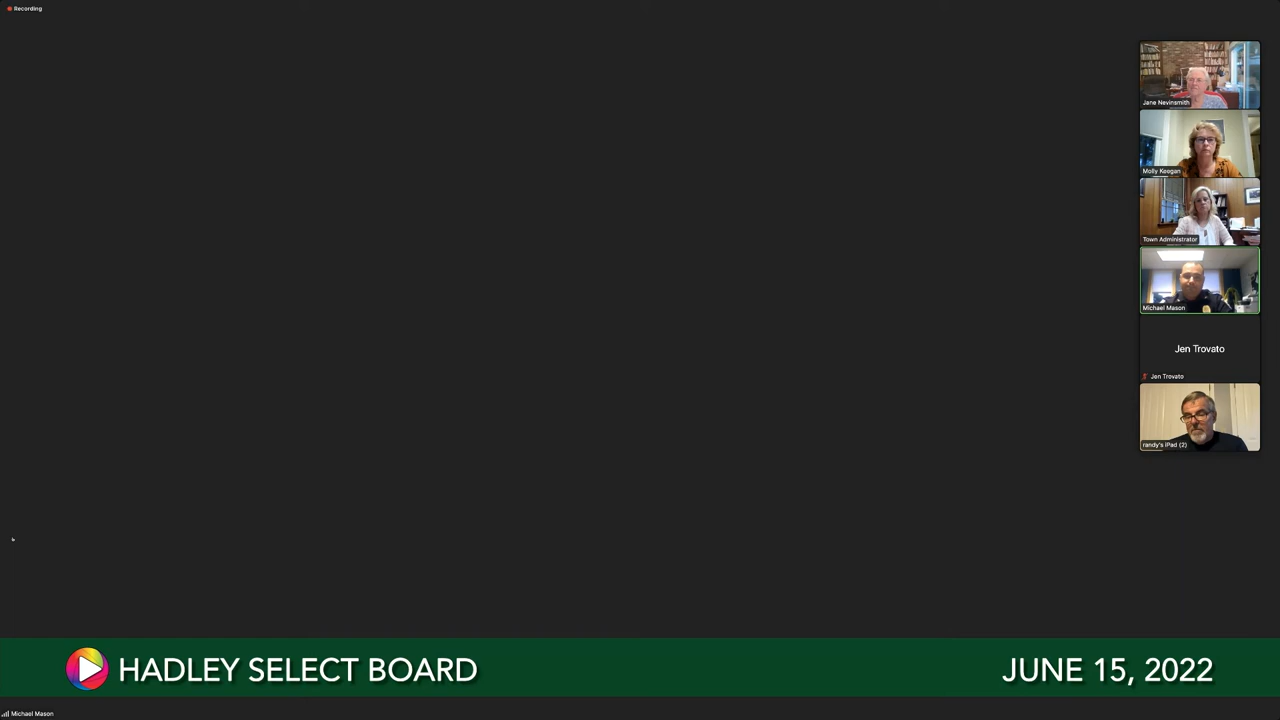 Recording
Jane Nevinsmith
Molly Keegan
Town Administrator
Michael Mason
Jen Trovato
Jen Trovato
randy's iPad (2)
HADLEY SELECT BOARD
JUNE 15, 2022
Michael Mason